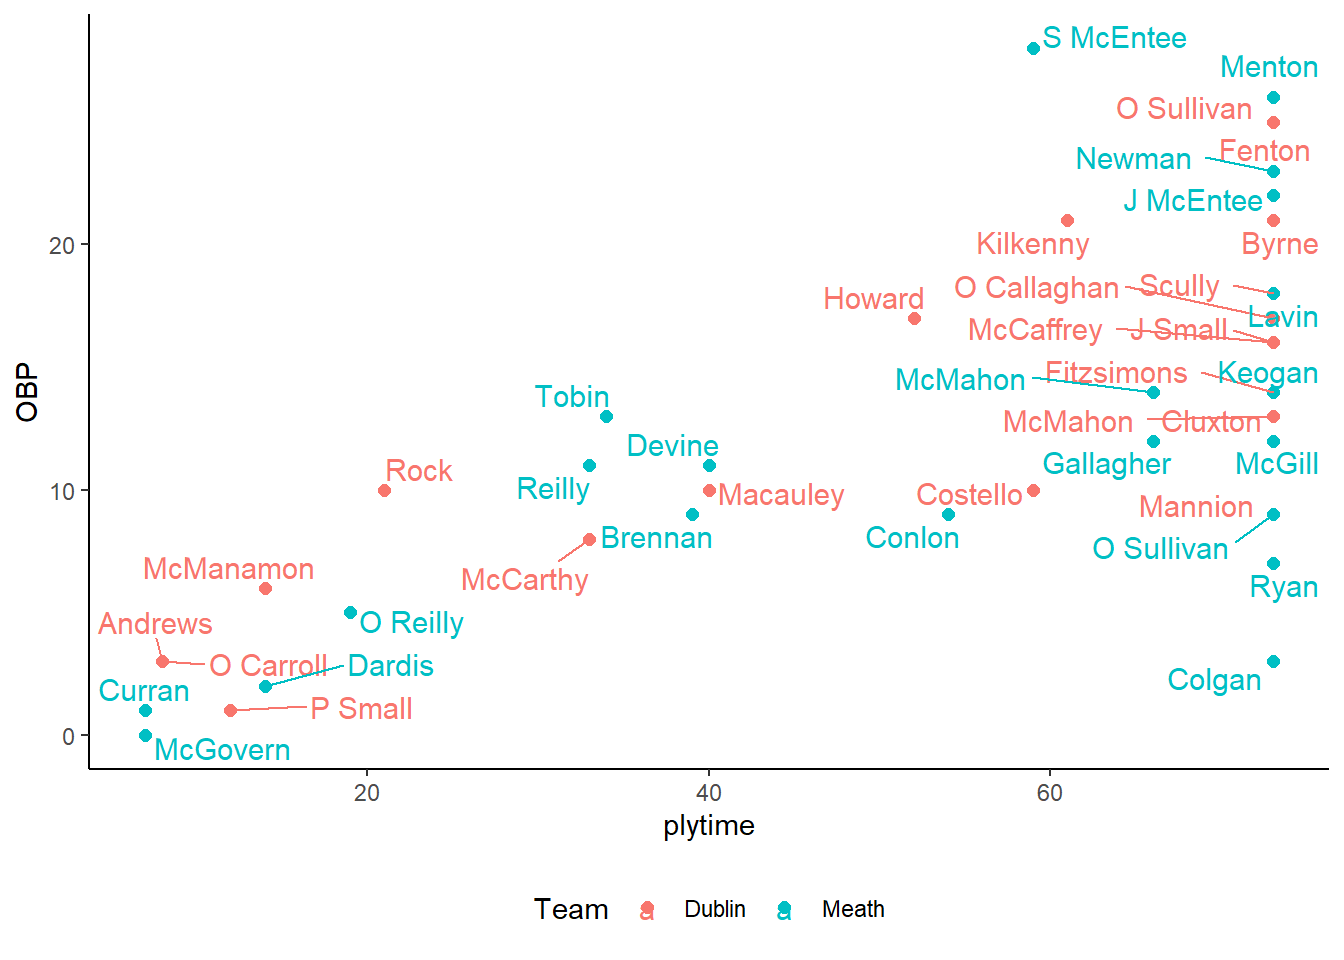 S McEntee
Menton
O Sullivan
Fenton
Newman
J McEntee
20
Kilkenny
Byrne
Howard
O Callaghan
Scully
Lavin
McCaffrey
J Small
OBP
Tobin
McMahon
Fitzsimons
Keogan
McMahon
Cluxton
Devine
Gallagher
McGill
Rock
Reilly
10
Macauley
Costello
Mannion
Brennan
Conlon
O Sullivan
McManamon
McCarthy
Ryan
Andrews
O Reilly
O Carroll
Dardis
Colgan
Curran
P Small
0
McGovern
20
40
60
plytime
Team
a
Dublin
a
Meath